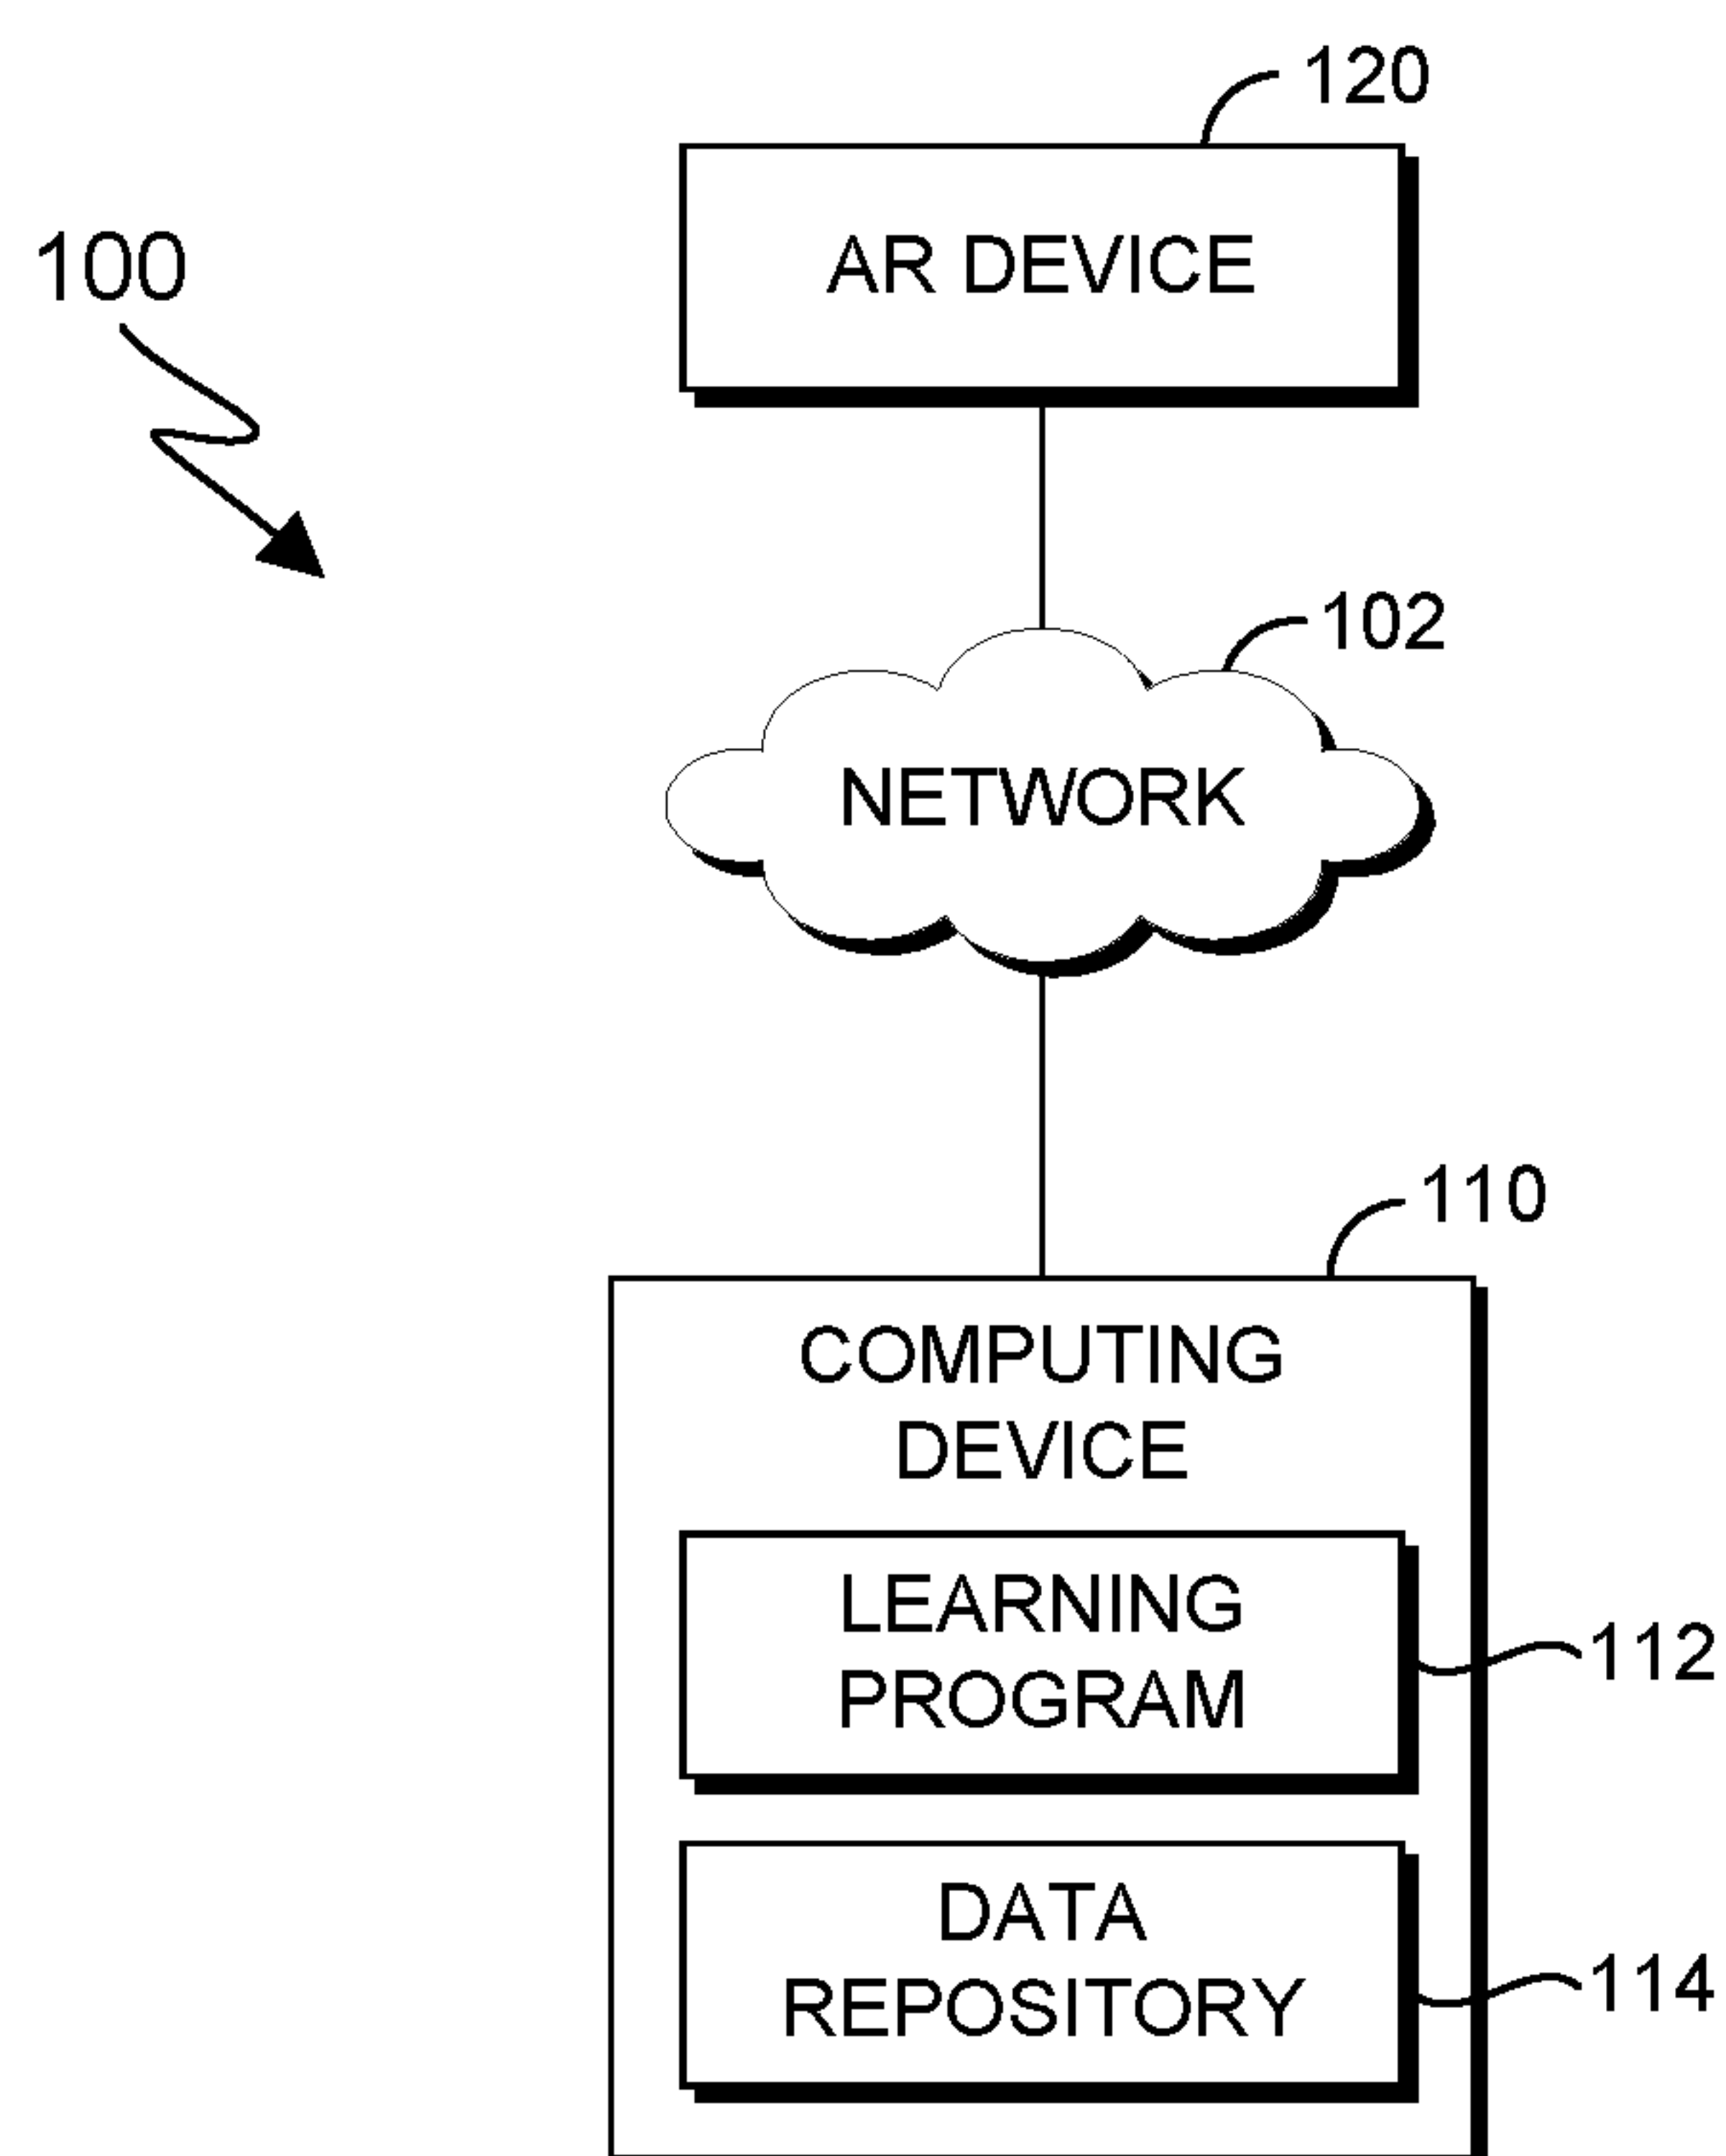 120
AR DEVICE
100
102
NETWORK
110
COMPUTING
DEVICE
LEARNING
PROGRAM
112
DATA
REPOSITORY
114